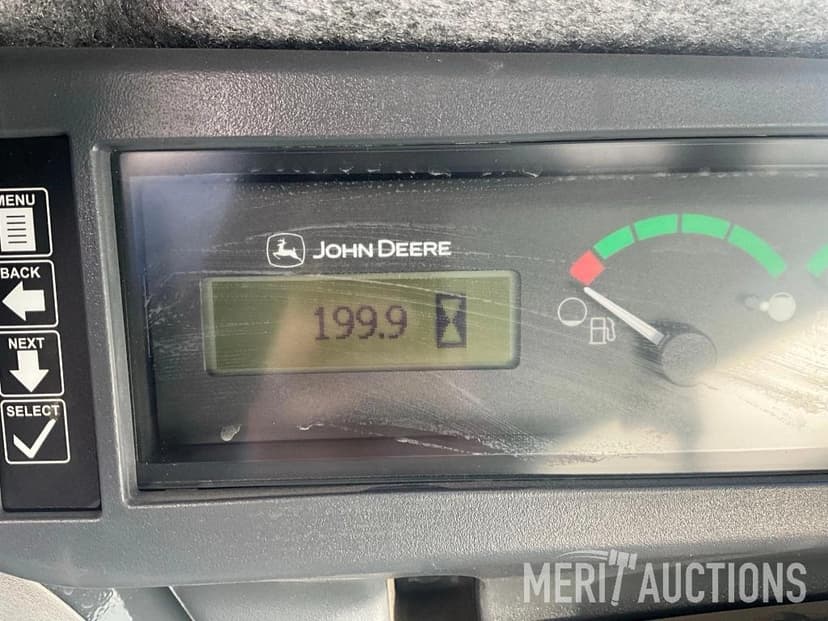 MENU
BACK
NEXT
SELECT
JOHN DEERE
199.9
MERIT AUCTIONS